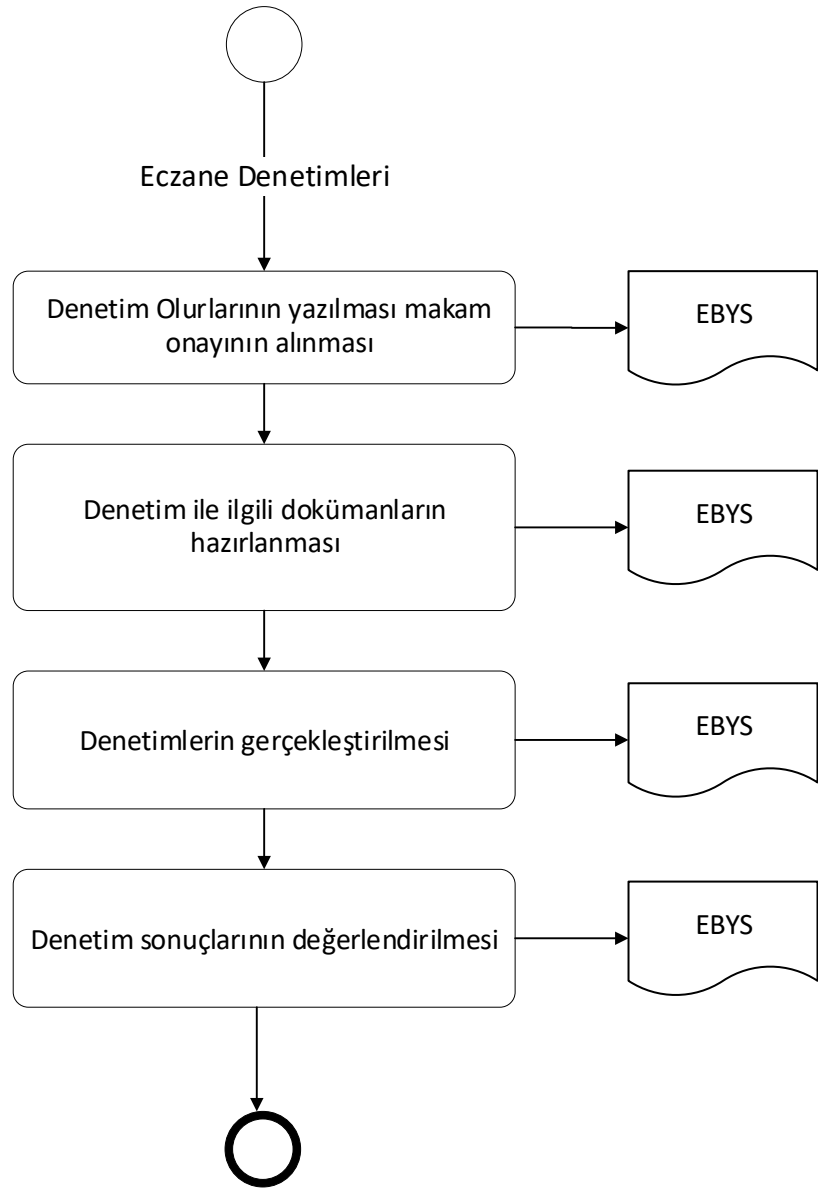 Eczane Denetimleri
Denetim Olurlarının yazılması makam
onayının alınması
EBYS
Denetim ile ilgili dokümanların
hazırlanması
EBYS
Denetimlerin gerçekleştirilmesi
EBYS
Denetim sonuçlarının değerlendirilmesi
EBYS